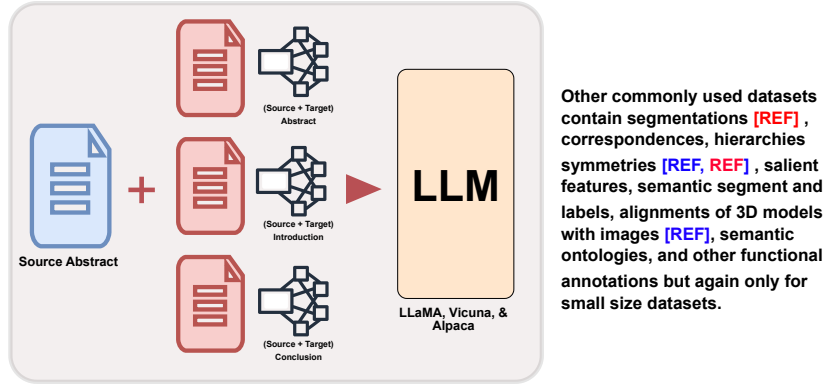 Source Abstract
(Source + Target)
Abstract
(Source + Target)
Introduction
(Source + Target)
Conclusion
LLM
LLaMA, Vicuna, &
Alpaca
Other commonly used datasets
contain segmentations [REF] ,
correspondences, hierarchies
symmetries [REF, REF] , salient
features, semantic segment and
labels, alignments of 3D models
with images [REF], semantic
ontologies, and other functional
annotations but again only for
small size datasets.